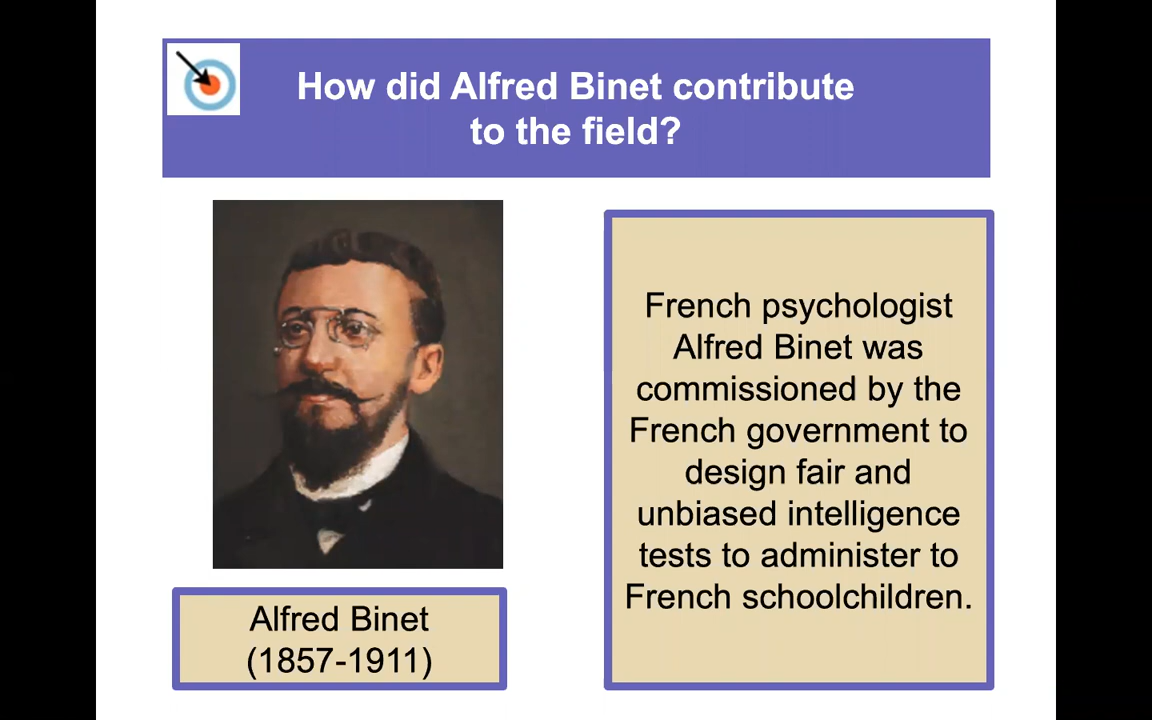 How did Alfred Binet contribute
to the field?
French psychologist
Alfred Binet was
commissioned by the
French government to
design fair and
unbiased intelligence
tests to administer to
French schoolchildren.
Alfred Binet
(1857-1911)